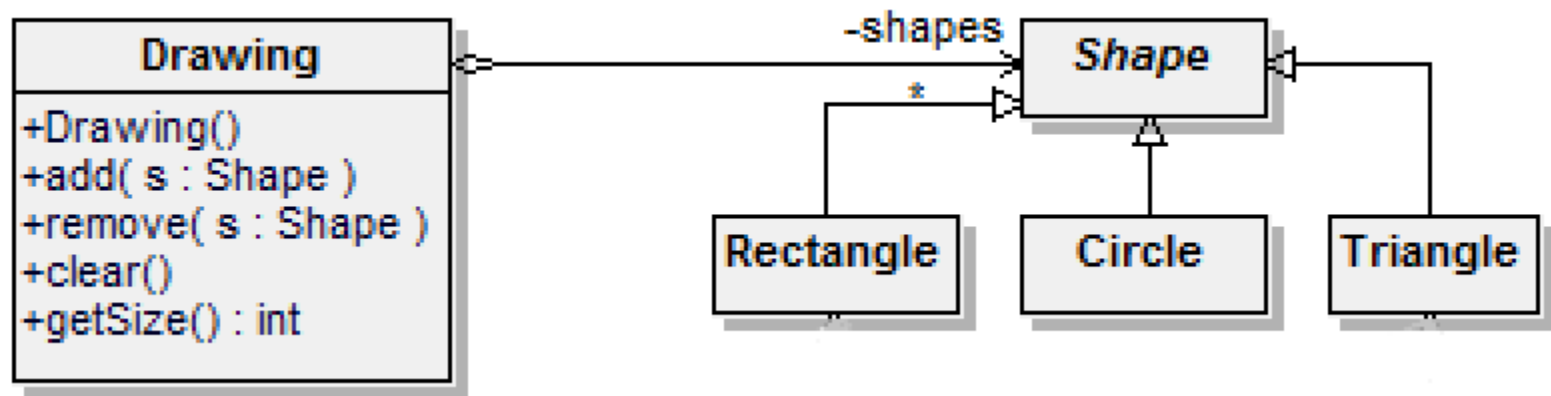 Drawing
+Drawing()
+add( s : Shape )
+remove( s : Shape )
+clear()
+getSize() : int
-shapes
*
Shape
Rectangle
Circle
Triangle